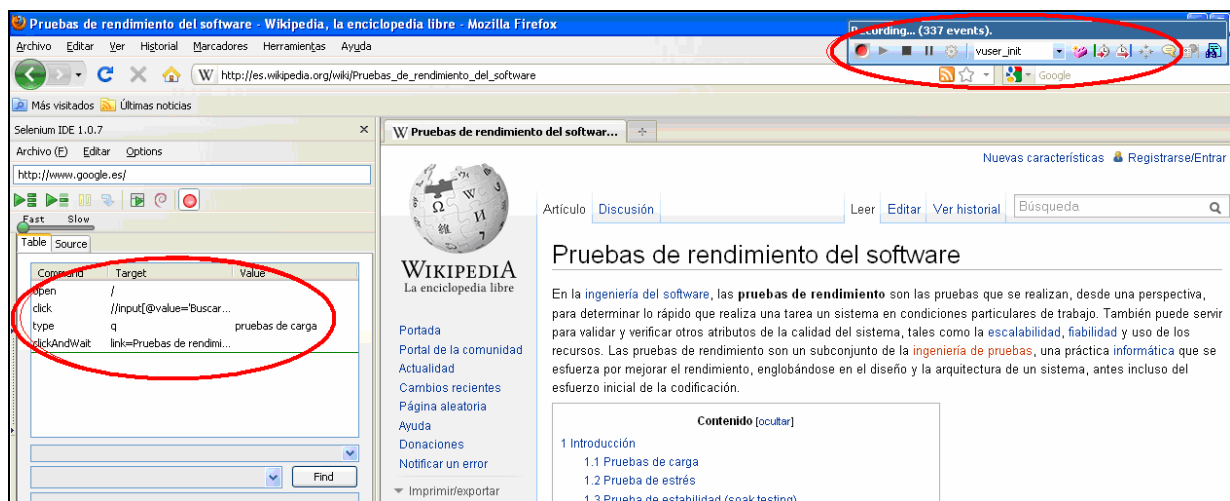 Pruebas de rendimiento del software - Wikipedia, la enciclopedia libre - Mozilla Firefox
Recording... (337 events).
Archivo Editar Ver Historial Marcadores Herramientas Ayuda
vuser_init
W http://es.wikipedia.org/wiki/Pruebas_de_rendimiento_del_software
Google
Más visitados Últimas noticias
Selenium IDE 1.0.7
Archivo (F) Editar Options
http://www.google.es/
Fast Slow
Table Source
Command Target Value
open /
click //input[@value='Buscar...
type q pruebas de carga
clickAndWait link=Pruebas de rendimi...
Find
W Pruebas de rendimiento del softwar...
Nuevas características Registrarse/Entrar
WIKIPEDIA
La enciclopedia libre
Artículo Discusión Leer Editar Ver historial Búsqueda
Portada
Portal de la comunidad
Actualidad
Cambios recientes
Página aleatoria
Ayuda
Donaciones
Notificar un error
Imprimir/exportar
Pruebas de rendimiento del software
En la ingeniería del software, las pruebas de rendimiento son las pruebas que se realizan, desde una perspectiva,
para determinar lo rápido que realiza una tarea un sistema en condiciones particulares de trabajo. También puede servir
para validar y verificar otros atributos de la calidad del sistema, tales como la escalabilidad, fiabilidad y uso de los
recursos. Las pruebas de rendimiento son un subconjunto de la ingeniería de pruebas, una práctica informática que se
esfuerza por mejorar el rendimiento, englobándose en el diseño y la arquitectura de un sistema, antes incluso del
esfuerzo inicial de la codificación.
Contenido [ocultar]
1 Introducción
1.1 Pruebas de carga
1.2 Prueba de estrés
1.3 Prueba de estabilidad (soak testing)